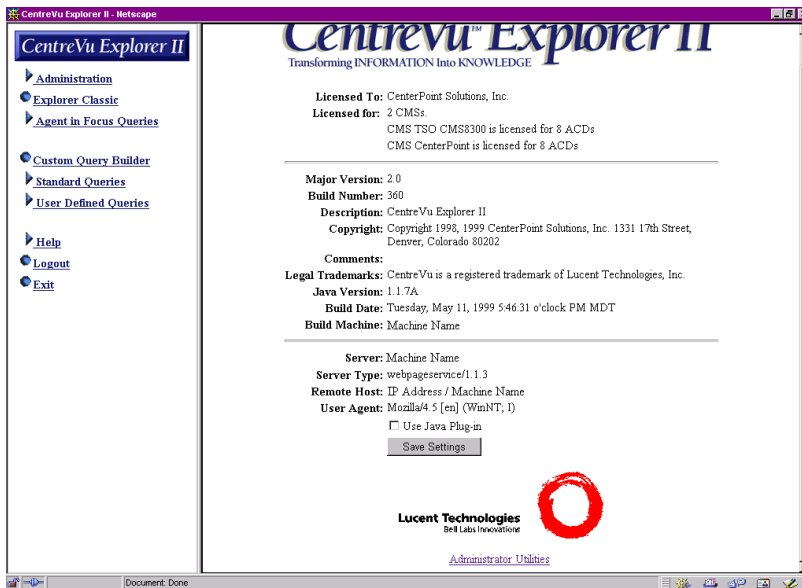 CentreVu Explorer II - Netscape
CentreVu Explorer II
Administration
Explorer Classic
Agent in Focus Queries
Custom Query Builder
Standard Queries
User Defined Queries
Help
Logout
Exit
CentreVu™ Explorer II
Transforming INFORMATION Into KNOWLEDGE
Licensed To: CenterPoint Solutions, Inc.
Licensed for: 2 CMSs.
CMS TSO CMS8300 is licensed for 8 ACDs
CMS CenterPoint is licensed for 8 ACDs
Major Version: 2.0
Build Number: 360
Description: CentreVu Explorer II
Copyright: Copyright 1998, 1999 CenterPoint Solutions, Inc. 1331 17th Street,
Denver, Colorado 80202
Comments:
Legal Trademarks: CentreVu is a registered trademark of Lucent Technologies, Inc.
Java Version: 1.1.7A
Build Date: Tuesday, May 11, 1999 5:46:31 o'clock PM MDT
Build Machine: Machine Name
Server: Machine Name
Server Type: webpageservice/1.1.3
Remote Host: IP Address / Machine Name
User Agent: Mozilla/4.5 [en] (WinNT; I)
Use Java Plug-in
Save Settings
Lucent Technologies
Bell Labs Innovations
Administrator Utilities
Document: Done